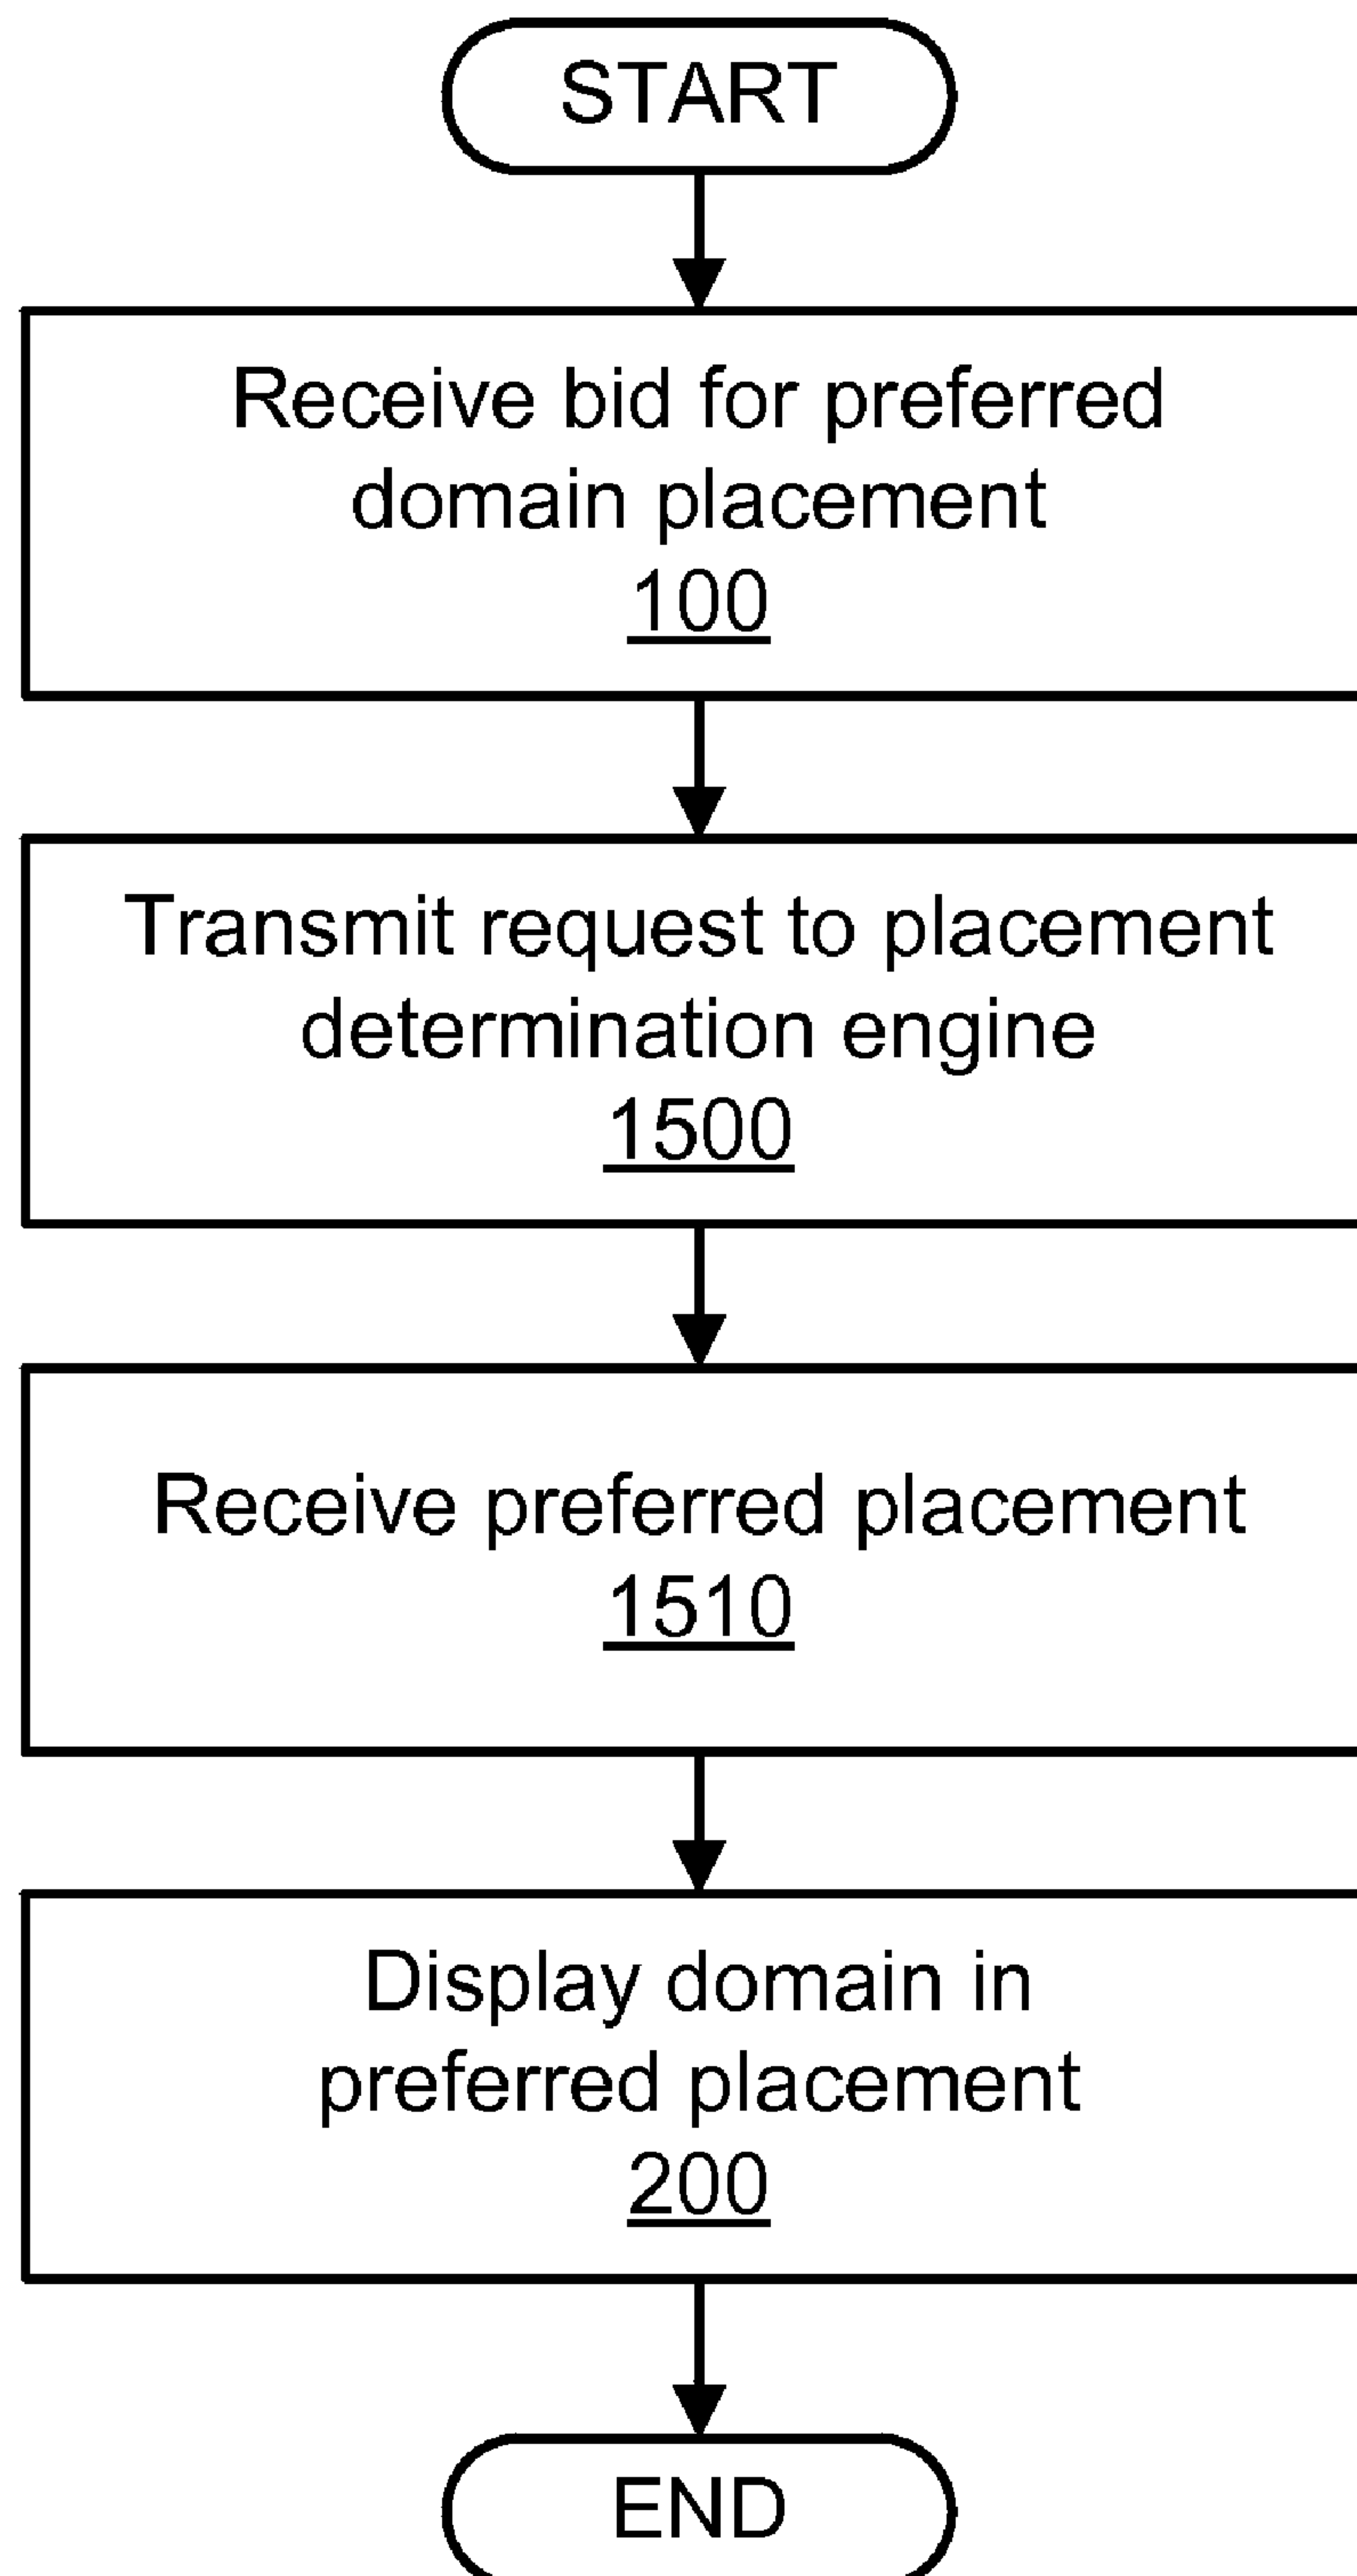 START
Receive bid for preferred
domain placement
100
Transmit request to placement
determination engine
1500
Receive preferred placement
1510
Display domain in
preferred placement
200
END